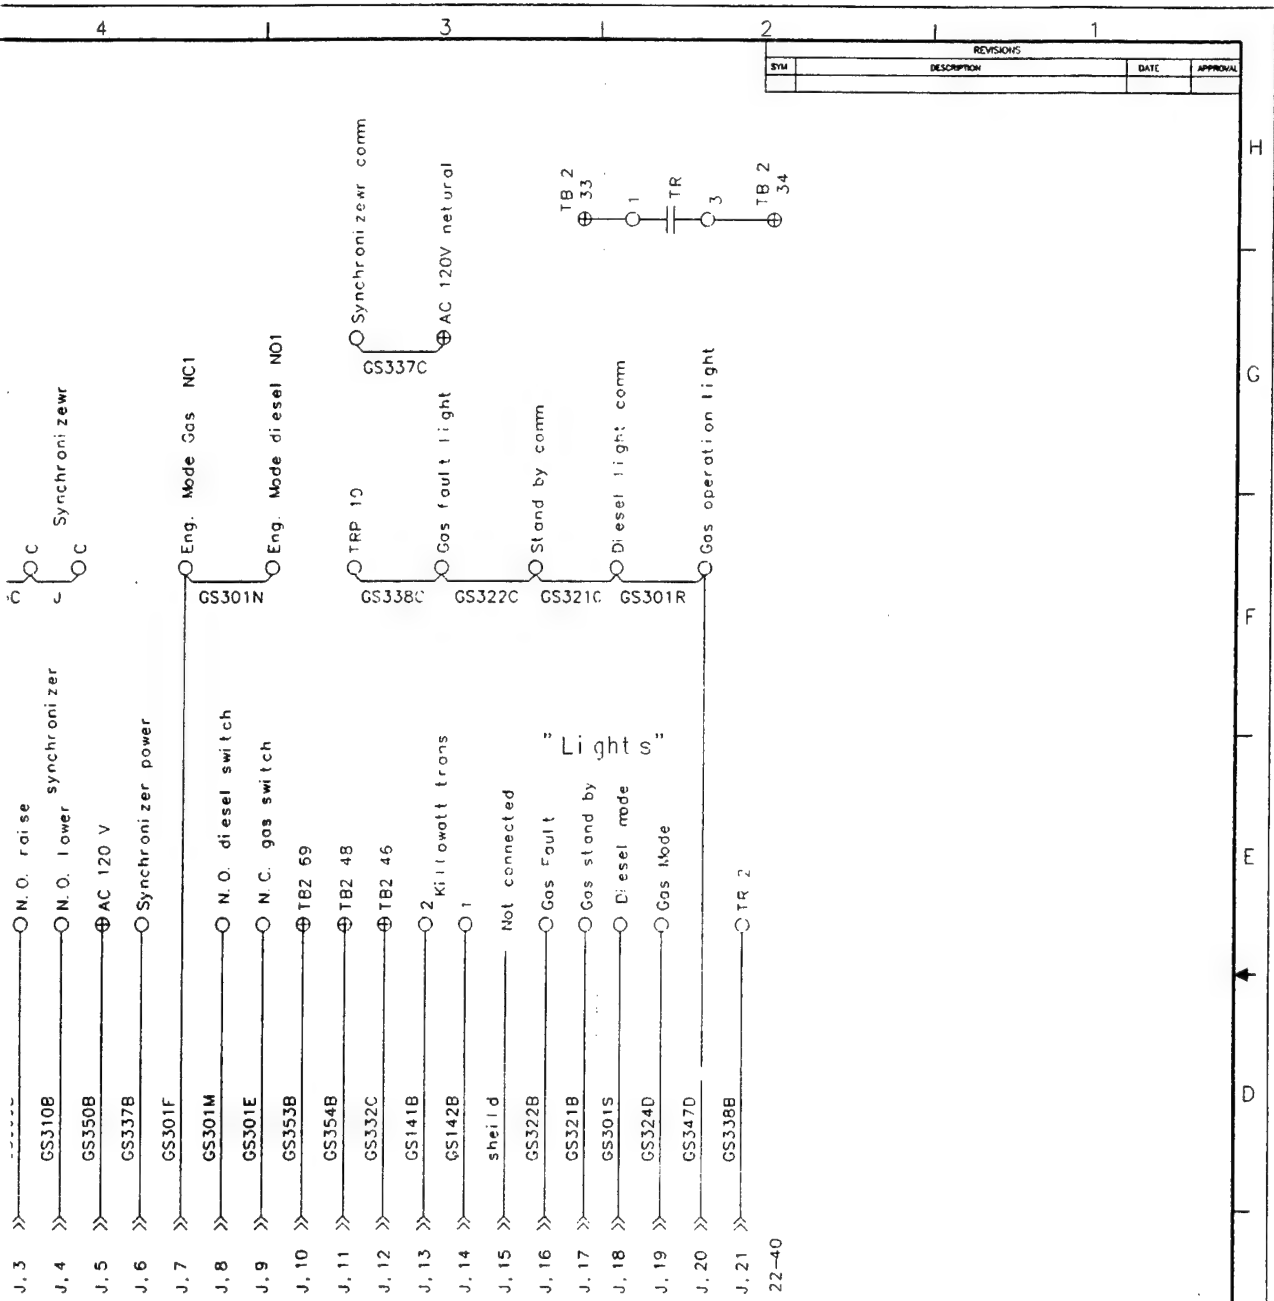 4
3
2
1
REVISIONS
SYM
DESCRIPTION
DATE
APPROVAL
H
G
F
E
D
TB 2
33
1
TR
3
TB 2
34
Synchronizewr comm
AC 120V netural
GS337C
C
C
Synchronizewr
J
Eng. Mode Gas NC1
Eng. Mode diesel NO1
GS301N
TRP 10
Gas fault light
Stand by comm
Diesel light comm
Gas operation light
GS338C
GS322C
GS321C
GS301R
"Lights"
N.O. raise
N.O. lower
synchronizer
AC 120 V
Synchronizer power
N.O. diesel switch
N.C. gas switch
TB2 69
TB2 48
TB2 46
2
Killowatt trans
1
Not connected
Gas Fault
Gas stand by
Diesel mode
Gas Mode
TR 2
GS310B
GS350B
GS337B
GS301F
GS301M
GS301E
GS353B
GS354B
GS332C
GS141B
GS142B
sheild
GS322B
GS321B
GS301S
GS324D
GS347D
GS338B
J, 3
J, 4
J, 5
J, 6
J, 7
J, 8
J, 9
J, 10
J, 11
J, 12
J, 13
J, 14
J, 15
J, 16
J, 17
J, 18
J, 19
J, 20
J, 21
22-40